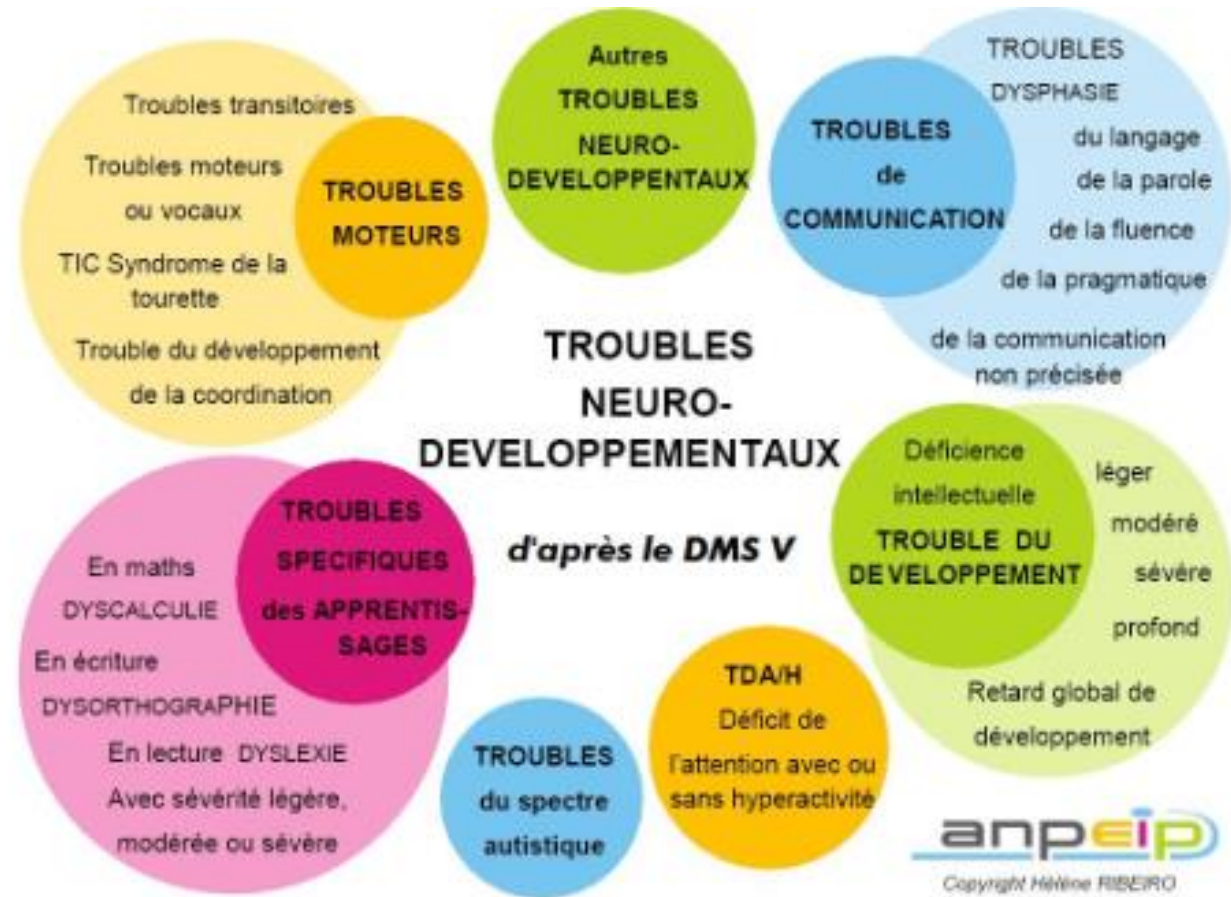 Troubles transitoires
Troubles moteurs
ou vocaux
TIC Syndrome de la
tourette
Trouble du développement
de la coordination
TROUBLES
MOTEURS
Autres
TROUBLES
NEURO-
DEVELOPPENTAUX
TROUBLES
de
COMMUNICATION
TROUBLES
DYSPHASIE
du langage
de la parole
de la fluence
de la pragmatique
de la communication
non précisée
TROUBLES
NEURO-
DEVELOPPEMENTAUX
d'après le DMS V
TROUBLES
SPECIFIQUES
des APPRENTIS-
SAGES
En maths
DYSCALCULIE
En écriture
DYSORTHOGRAPHIE
En lecture DYSLEXIE
Avec sévérité légère,
modérée ou sévère
TROUBLES
du spectre
autistique
TDA/H
Déficit de
l'attention avec ou
sans hyperactivité
Déficience
intellectuelle
TROUBLE DU
DEVELOPPEMENT
léger
modéré
sévère
profond
Retard global de
développement
anpeip
Copyright Hélène RIBEIRO